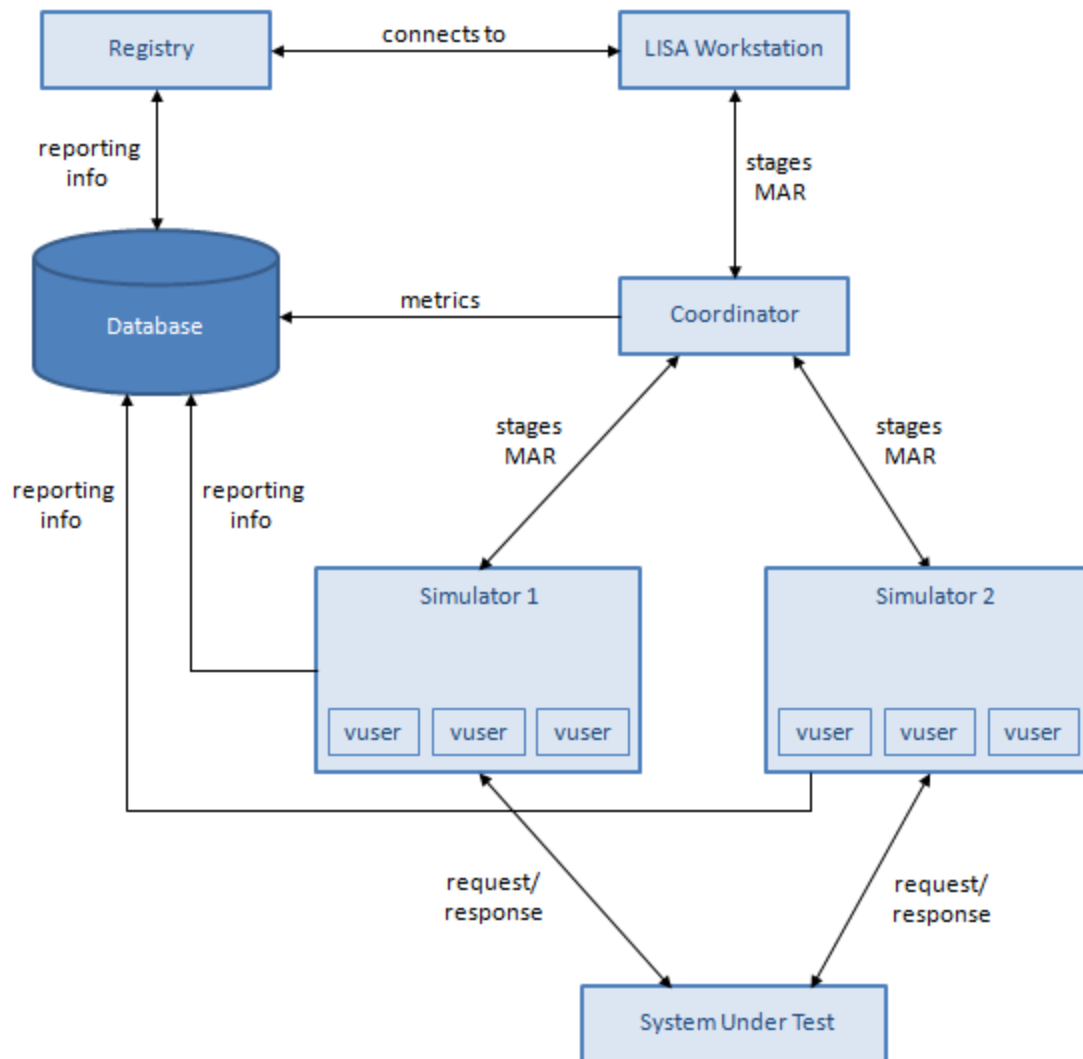 Registry
connects to
LISA Workstation
reporting
info
stages
MAR
Database
metrics
Coordinator
stages
MAR
stages
MAR
reporting
info
reporting
info
Simulator 1
Simulator 2
vuser
vuser
vuser
vuser
vuser
vuser
request/
response
request/
response
System Under Test